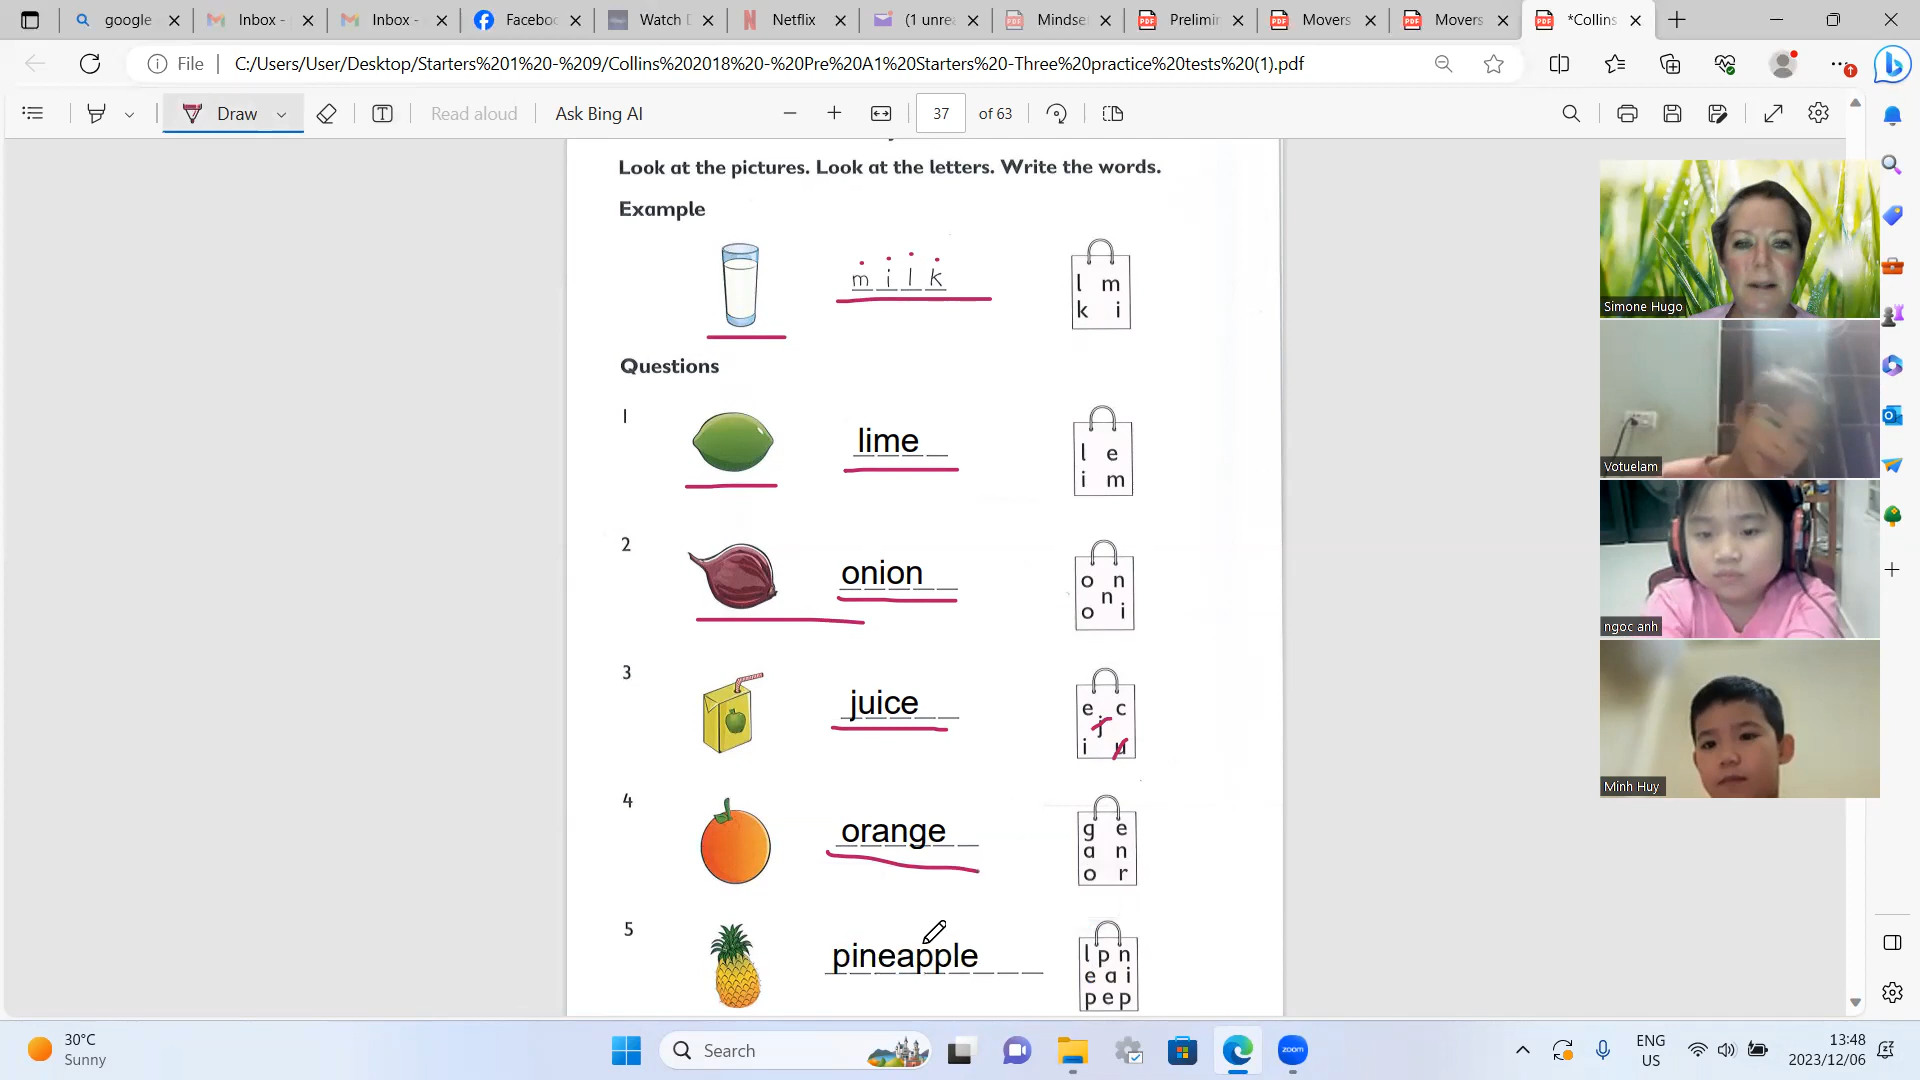 google
Inbox -
Inbox -
Faceboo
Watch D
Netflix
(1 unrea
Mindse
Prelimin
Movers
Movers
*Collins
File
C:/Users/User/Desktop/Starters%201%20-%209/Collins%202018%20-%20Pre%20A1%20Starters%20-Three%20practice%20tests%20(1).pdf
Draw
Read aloud
Ask Bing AI
37
of 63
Look at the pictures. Look at the letters. Write the words.
Example
milk
l m
k i
Questions
1
lime
l e
i m
2
onion
o n
n
o i
3
juice
e c
j
i u
4
orange
g e
a n
o r
5
pineapple
l p n
e a i
p e p
Simone Hugo
Votuelam
ngoc anh
Minh Huy
30°C
Sunny
Search
zoom
ENG
US
13:48
2023/12/06